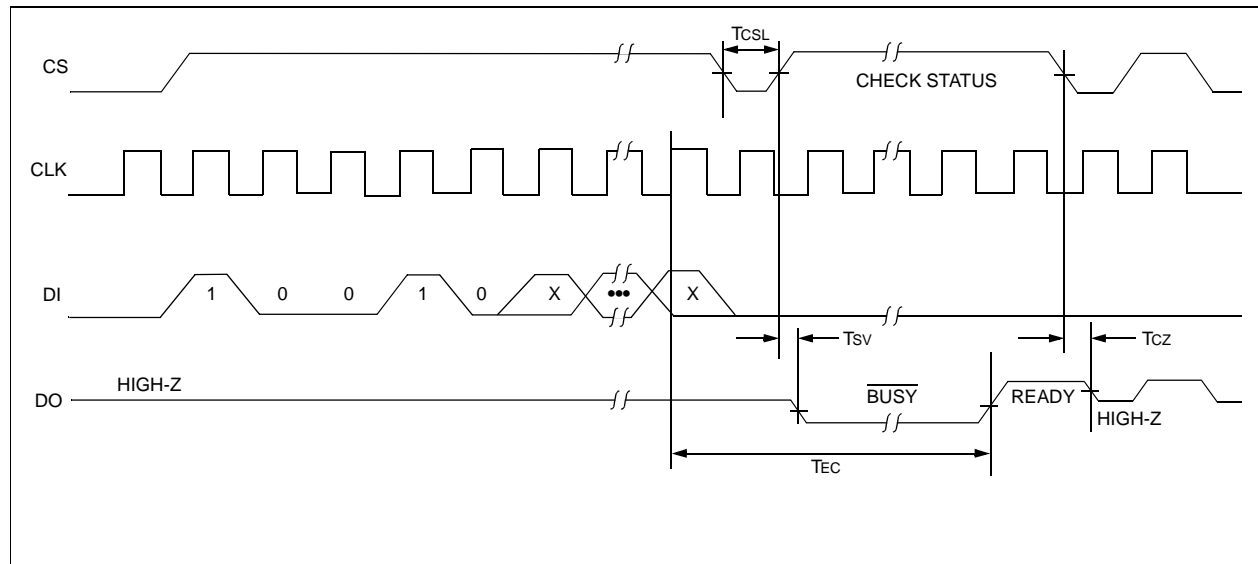 TCSL
CS
CHECK STATUS
CLK
DI
1 0 0 1 0 X ••• X
TSV
TCZ
HIGH-Z
DO
BUSY
READY
HIGH-Z
TEC